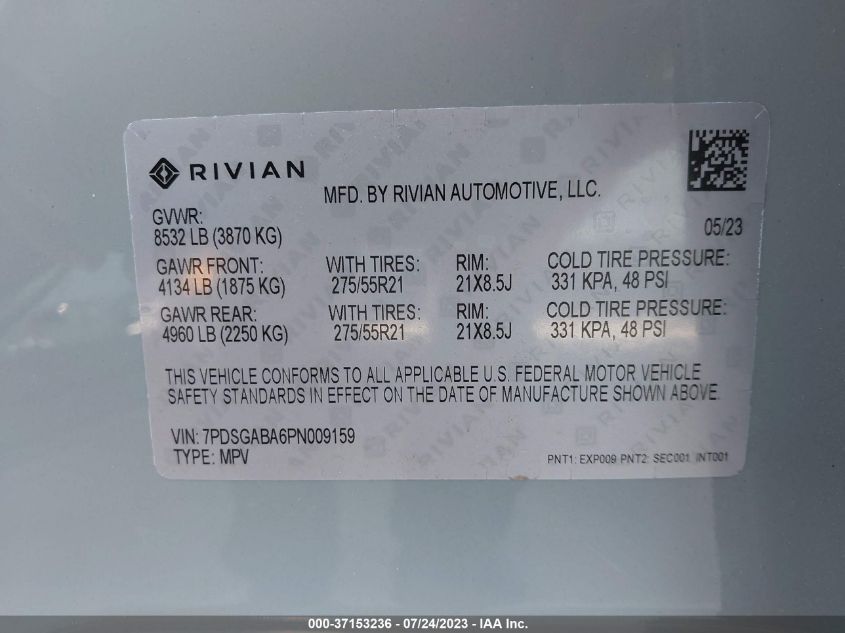 RIVIAN
MFD. BY RIVIAN AUTOMOTIVE, LLC.
GVWR:
8532 LB (3870 KG)
05/23
GAWR FRONT: WITH TIRES: RIM: COLD TIRE PRESSURE:
4134 LB (1875 KG) 275/55R21 21X8.5J 331 KPA, 48 PSI
GAWR REAR: WITH TIRES: RIM: COLD TIRE PRESSURE:
4960 LB (2250 KG) 275/55R21 21X8.5J 331 KPA, 48 PSI
THIS VEHICLE CONFORMS TO ALL APPLICABLE U.S. FEDERAL MOTOR VEHICLE
SAFETY STANDARDS IN EFFECT ON THE DATE OF MANUFACTURE SHOWN ABOVE.
VIN: 7PDSGABA6PN009159
TYPE: MPV
PNT1: EXP009 PNT2: SEC001 INT001
000-37153236 - 07/24/2023 - IAA Inc.